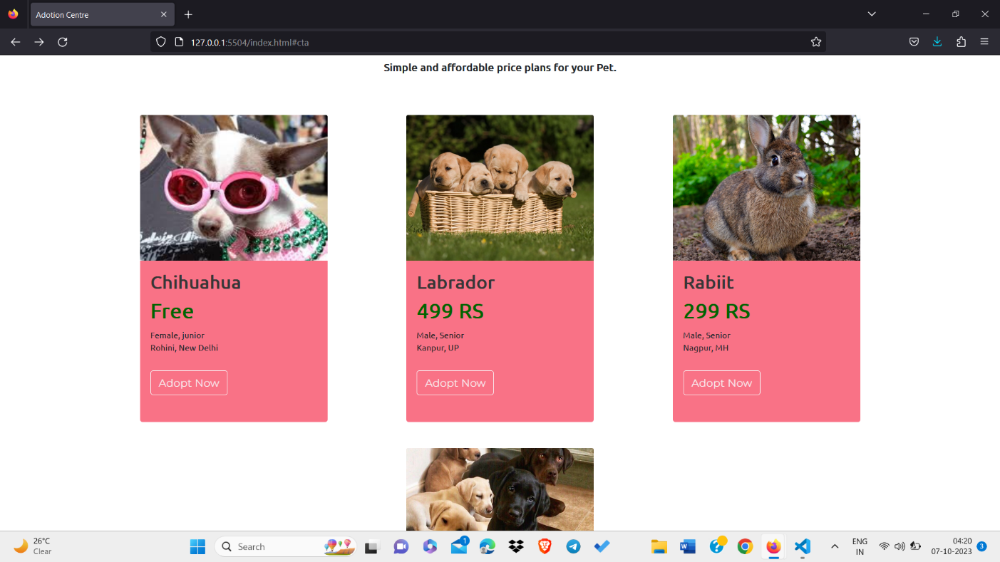 Adotion Centre
127.0.0.1:5504/index.html#cta
Simple and affordable price plans for your Pet.
Chihuahua
Free
Female, junior
Rohini, New Delhi
Adopt Now
Labrador
499 RS
Male, Senior
Kanpur, UP
Adopt Now
Rabiit
299 RS
Male, Senior
Nagpur, MH
Adopt Now
26°C
Clear
Search
1
ENG
IN
04:20
07-10-2023
3